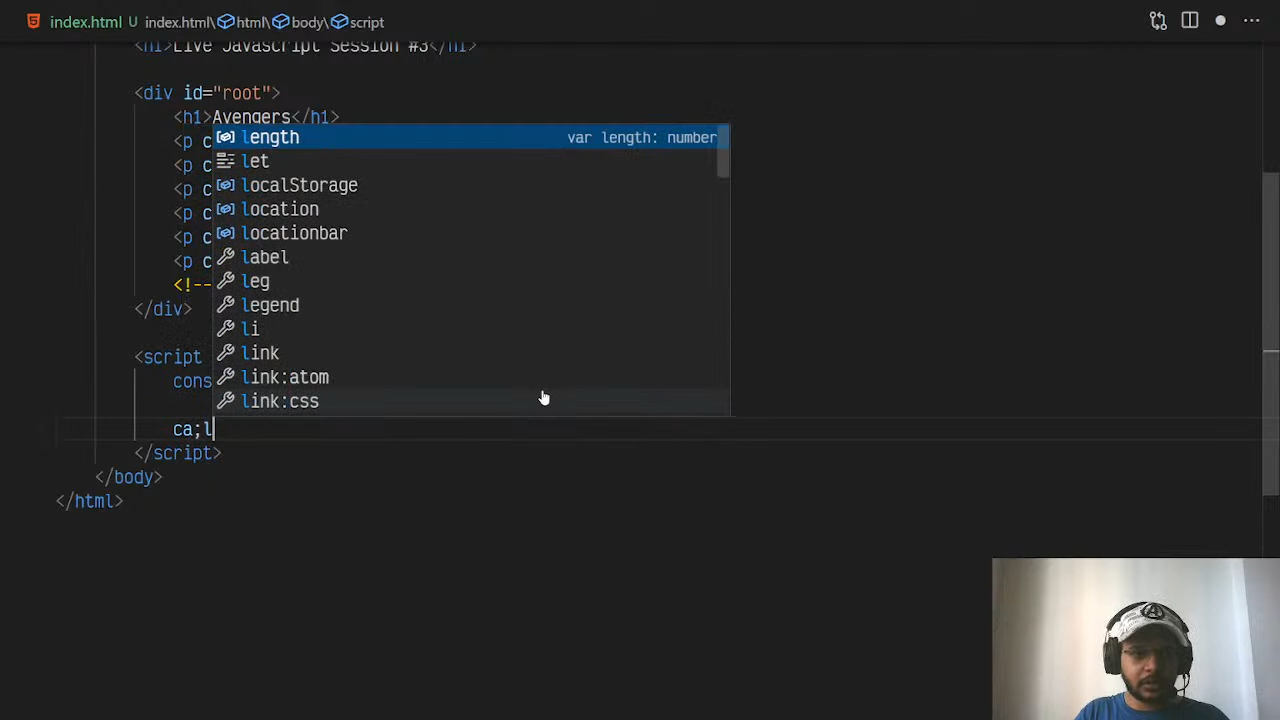 index.html U index.html\html\body\script
<h1>Live Javascript Session #3</h1>
<div id="root">
<h1>Avengers</h1>
<p c
<p c
<p c
<p c
<p c
<p c
<!--
</div>
length var length: number
let
localStorage
location
locationbar
label
leg
legend
li
link
link:atom
link:css
<script
cons
ca;l
</script>
</body>
</html>